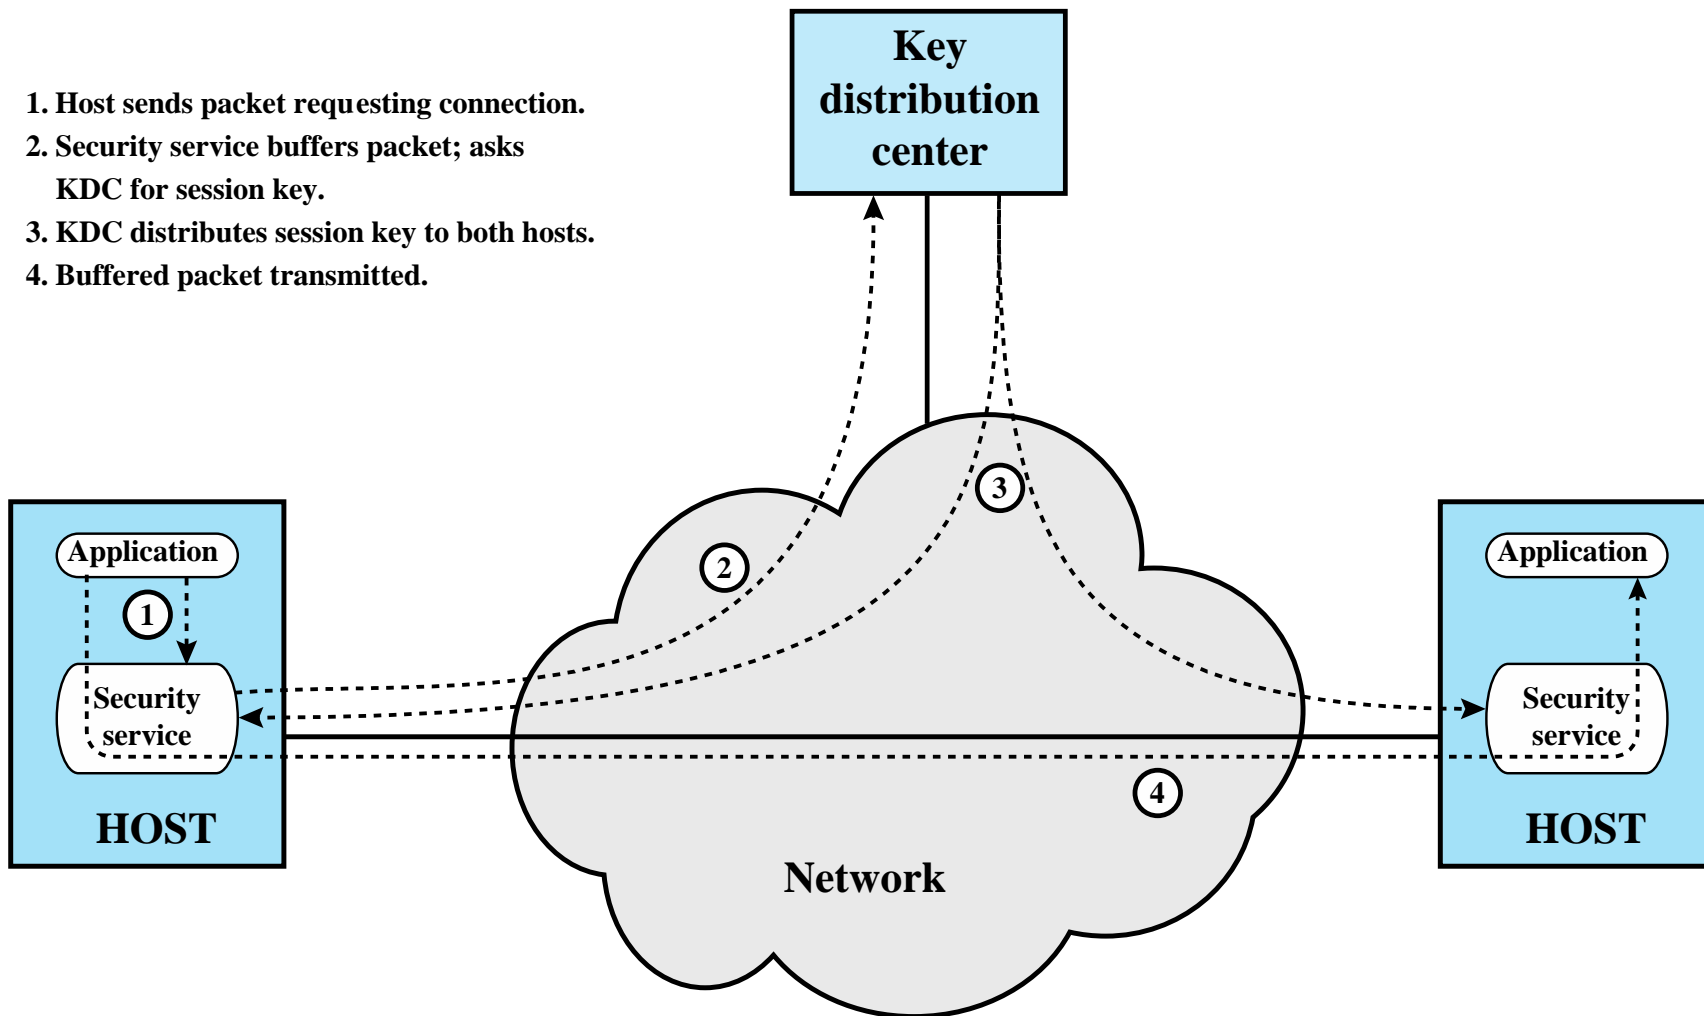 1. Host sends packet requesting connection.
2. Security service buffers packet; asks
KDC for session key.
3. KDC distributes session key to both hosts.
4. Buffered packet transmitted.
Key
distribution
center
3
2
Application
1
Security
service
HOST
Application
Security
service
HOST
4
Network